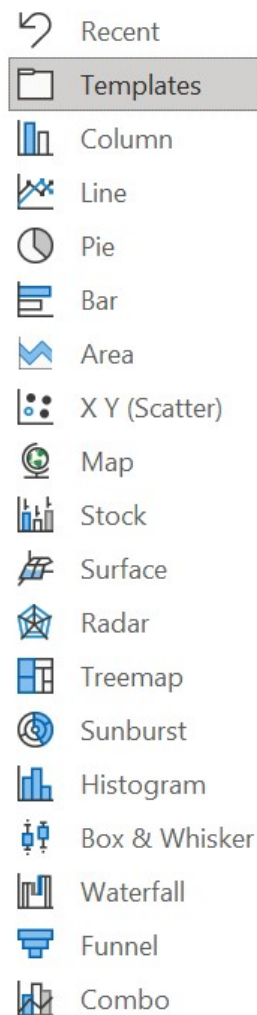 Recent
Templates
Column
Line
Pie
Bar
Area
X Y (Scatter)
Map
Stock
Surface
Radar
Treemap
Sunburst
Histogram
Box & Whisker
Waterfall
Funnel
Combo